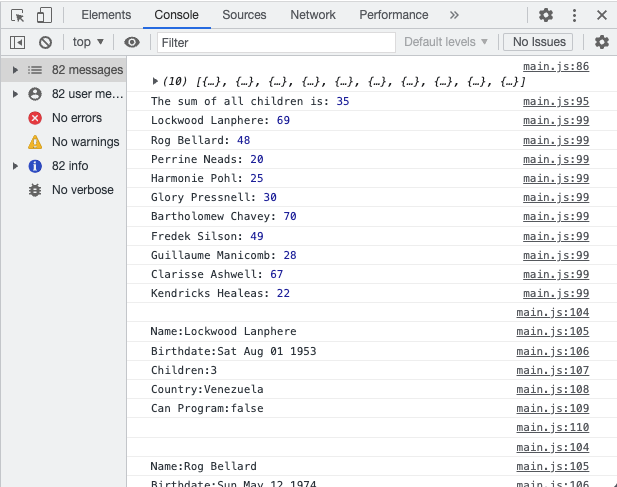 Elements Console Sources Network Performance »
top ▾ Filter Default levels ▾ No Issues
82 messages
82 user me...
No errors
No warnings
82 info
No verbose
main.js:86
(10) [{…}, {…}, {…}, {…}, {…}, {…}, {…}, {…}, {…}, {…}]
The sum of all children is: 35 main.js:95
Lockwood Lanphere: 69 main.js:99
Rog Bellard: 48 main.js:99
Perrine Neads: 20 main.js:99
Harmonie Pohl: 25 main.js:99
Glory Pressnell: 30 main.js:99
Bartholomew Chavey: 70 main.js:99
Fredek Silson: 49 main.js:99
Guillaume Manicomb: 28 main.js:99
Clarisse Ashwell: 67 main.js:99
Kendricks Healeas: 22 main.js:99
main.js:104
Name:Lockwood Lanphere main.js:105
Birthdate:Sat Aug 01 1953 main.js:106
Children:3 main.js:107
Country:Venezuela main.js:108
Can Program:false main.js:109
main.js:110
main.js:104
Name:Rog Bellard main.js:105
Birthdate:Sun May 12 1974 main.js:106